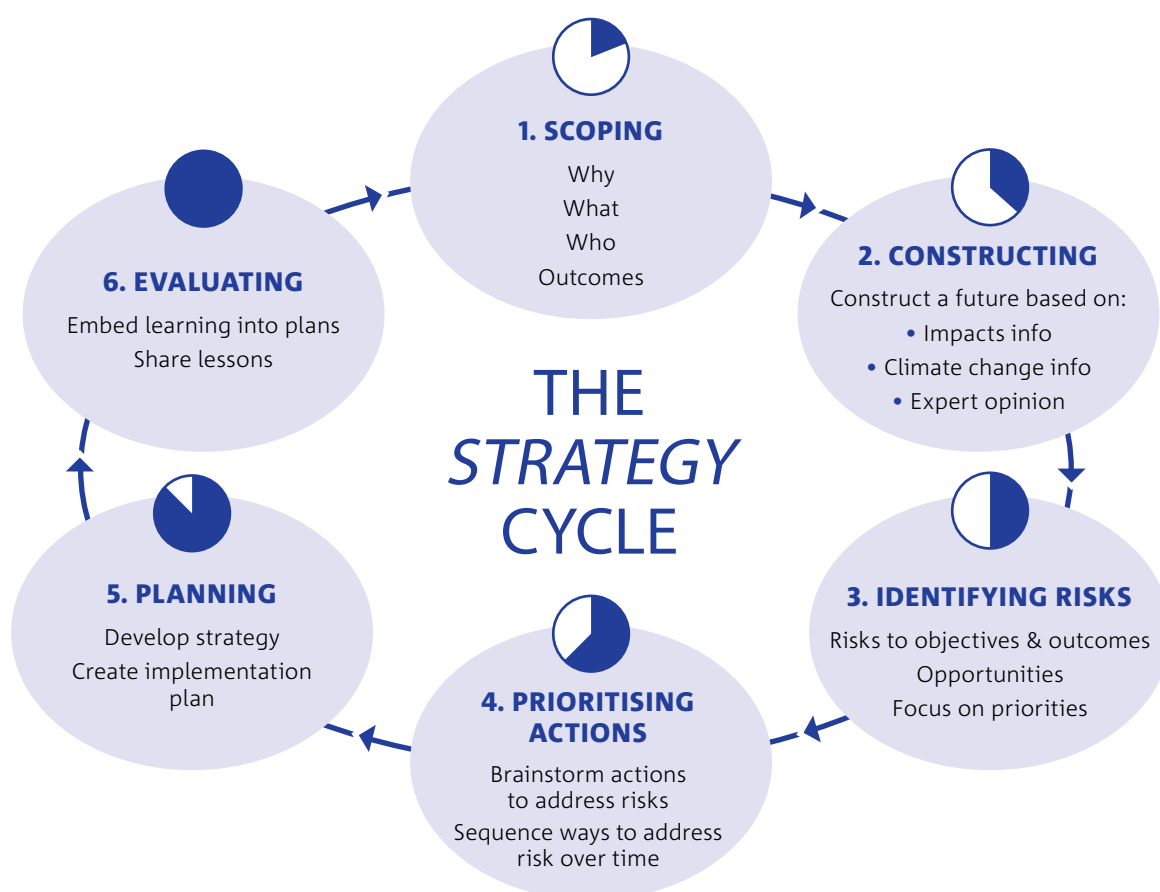 1. SCOPING
Why
What
Who
Outcomes
2. CONSTRUCTING
Construct a future based on:
• Impacts info
• Climate change info
• Expert opinion
3. IDENTIFYING RISKS
Risks to objectives & outcomes
Opportunities
Focus on priorities
4. PRIORITISING
ACTIONS
Brainstorm actions
to address risks
Sequence ways to address
risk over time
5. PLANNING
Develop strategy
Create implementation
plan
6. EVALUATING
Embed learning into plans
Share lessons
THE
STRATEGY
CYCLE